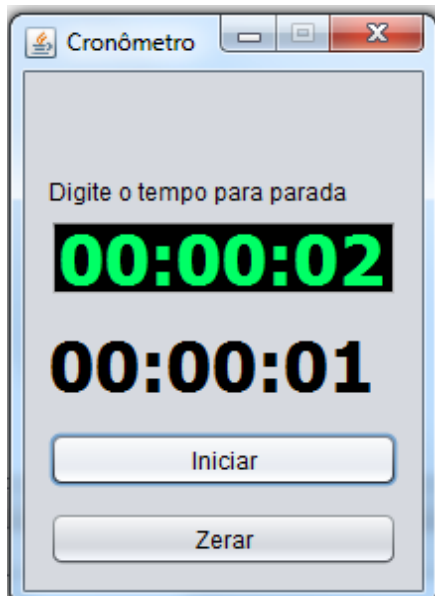 Cronômetro
Digite o tempo para parada
00:00:02
00:00:01
Iniciar
Zerar